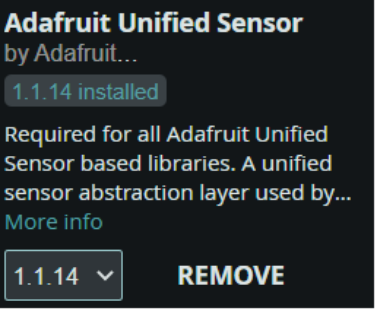 Adafruit Unified Sensor
by Adafruit...
1.1.14 installed
Required for all Adafruit Unified
Sensor based libraries. A unified
sensor abstraction layer used by...
More info
1.1.14 REMOVE